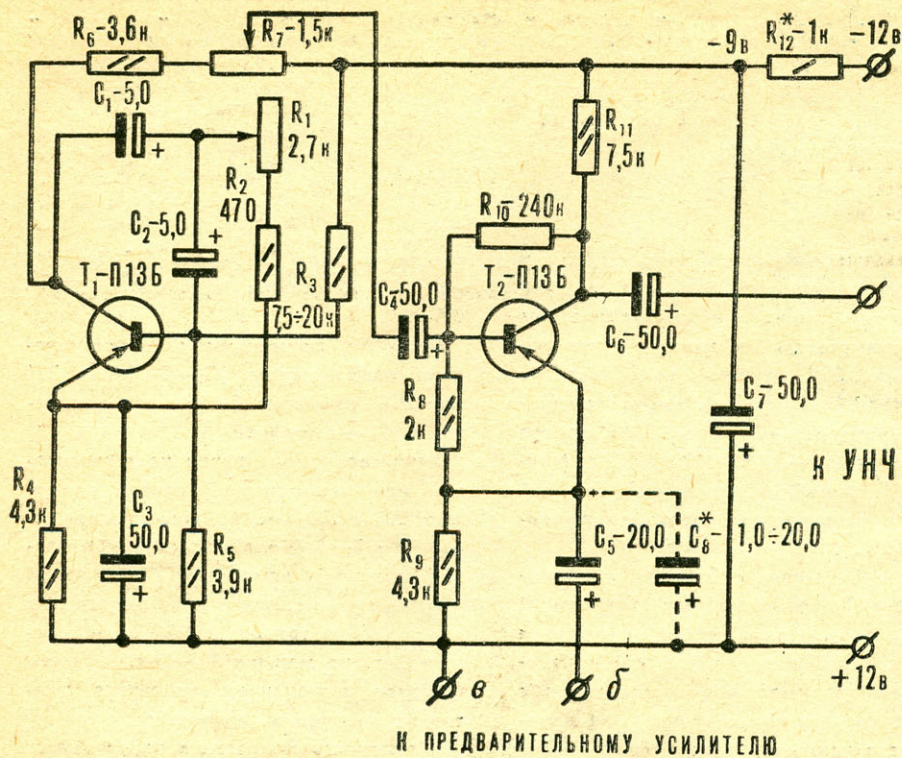 R6-3,6к
R7-1,5к
-9в
R12*-1к
-12в
C1-5,0
R1
2,7к
R11
7,5к
R2
470
R10-240к
C2-5,0
R3
7,5÷20к
T1-П13Б
C4-50,0
T2-П13Б
C6-50,0
R8
2к
C7-50,0
к УНЧ
R4
4,3к
C3
50,0
R5
3,9к
R9
4,3к
C5-20,0
C8*-1,0÷20,0
+12в
в
б
К ПРЕДВАРИТЕЛЬНОМУ УСИЛИТЕЛЮ